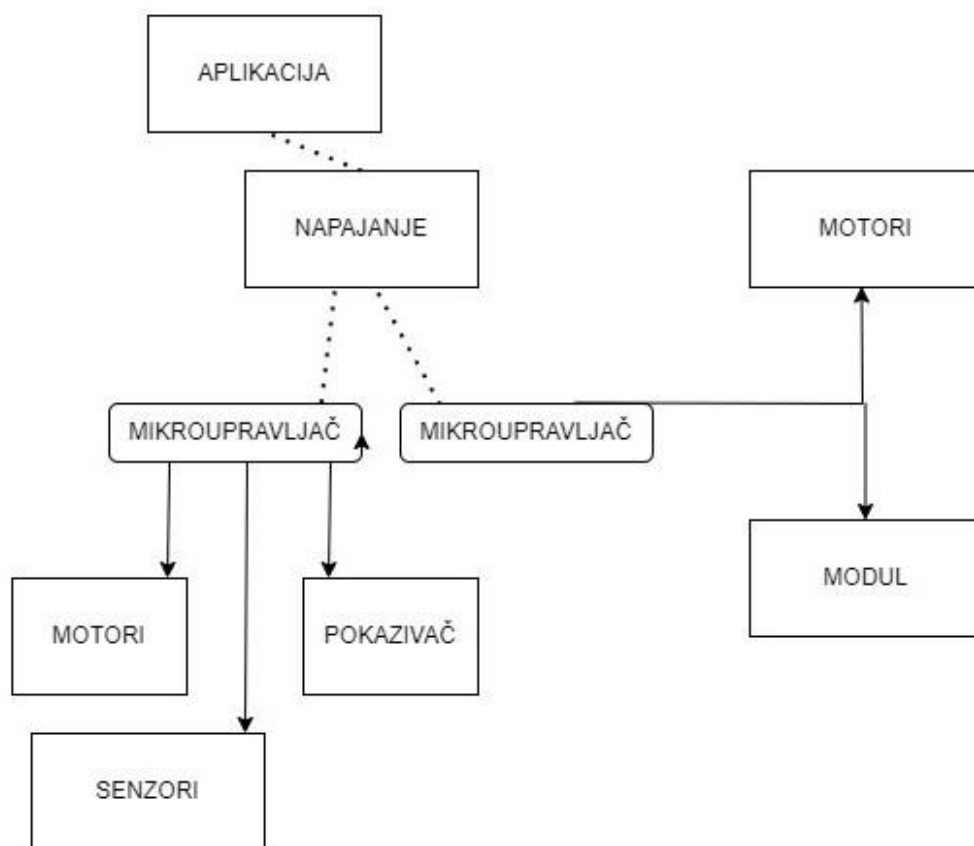 APLIKACIJA
NAPAJANJE
MOTORI
MIKROUPRAVLJAČ
MIKROUPRAVLJAČ
MODUL
MOTORI
POKAZIVAČ
SENZORI